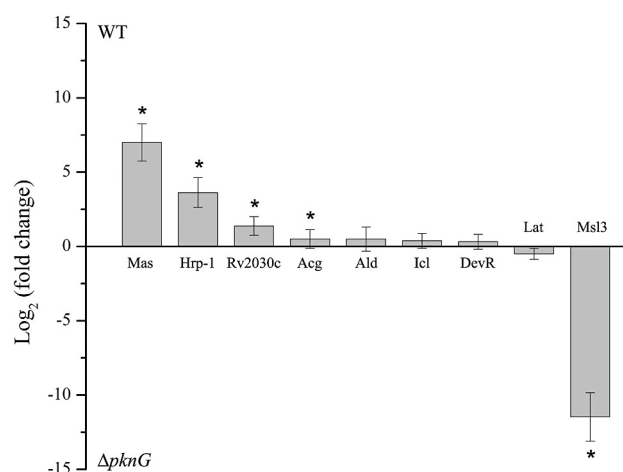 15
WT
10
5
0
-5
-10
-15
Log2 (fold change)
* * * *
Lat Msl3
Mas Hrp-1 Rv2030c Acg Ald Icl DevR
*
ΔpknG